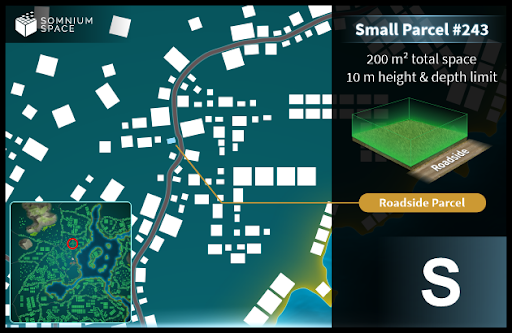 SOMNIUM
SPACE
Small Parcel #243
200 m² total space
10 m height & depth limit
Roadside
Roadside Parcel
S